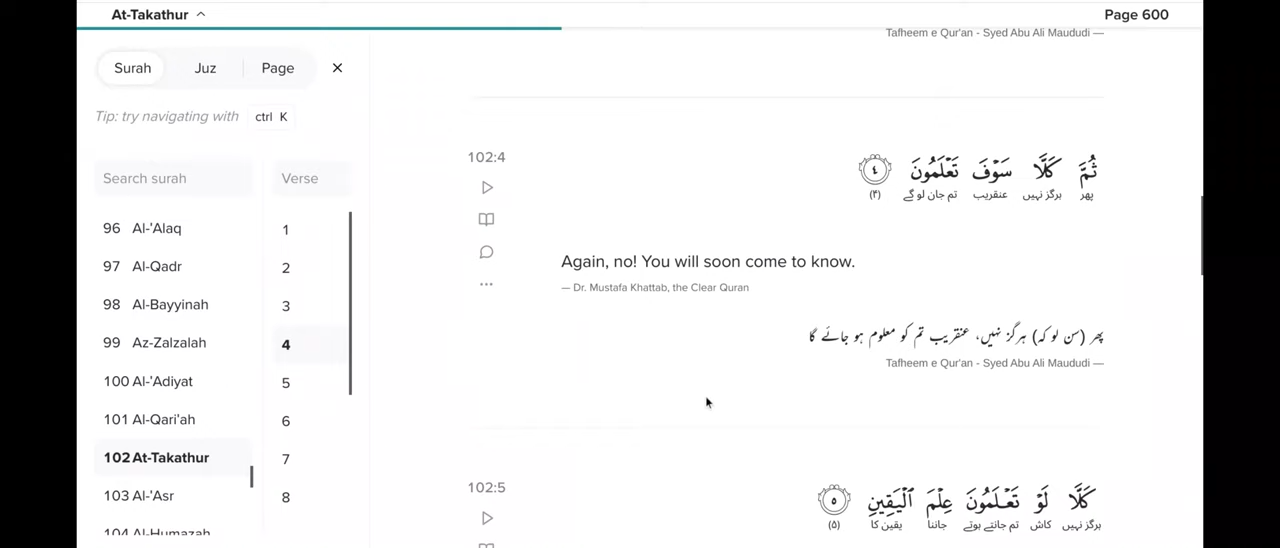 At-Takathur
Page 600
Surah Juz Page
Tip: try navigating with ctrl K
Search surah
Verse
96 Al-'Alaq
97 Al-Qadr
98 Al-Bayyinah
99 Az-Zalzalah
100 Al-'Adiyat
101 Al-Qari'ah
102 At-Takathur
103 Al-'Asr
104 Al-Humazah
1
2
3
4
5
6
7
8
Tafheem e Qur'an - Syed Abu Ali Maududi —
102:4
ثُمَّ كَلَّا سَوْفَ تَعْلَمُونَ ٤
پھر ہرگز نہیں عنقریب تم جان لو گے (۴)
Again, no! You will soon come to know.
— Dr. Mustafa Khattab, the Clear Quran
پھر (سن لو کہ) ہرگز نہیں، عنقریب تم کو معلوم ہو جائے گا
Tafheem e Qur'an - Syed Abu Ali Maududi —
102:5
كَلَّا لَوْ تَعْلَمُونَ عِلْمَ ٱلْيَقِينِ ٥
ہرگز نہیں کاش تم جانتے ہوتے جاننا یقین کا (۵)